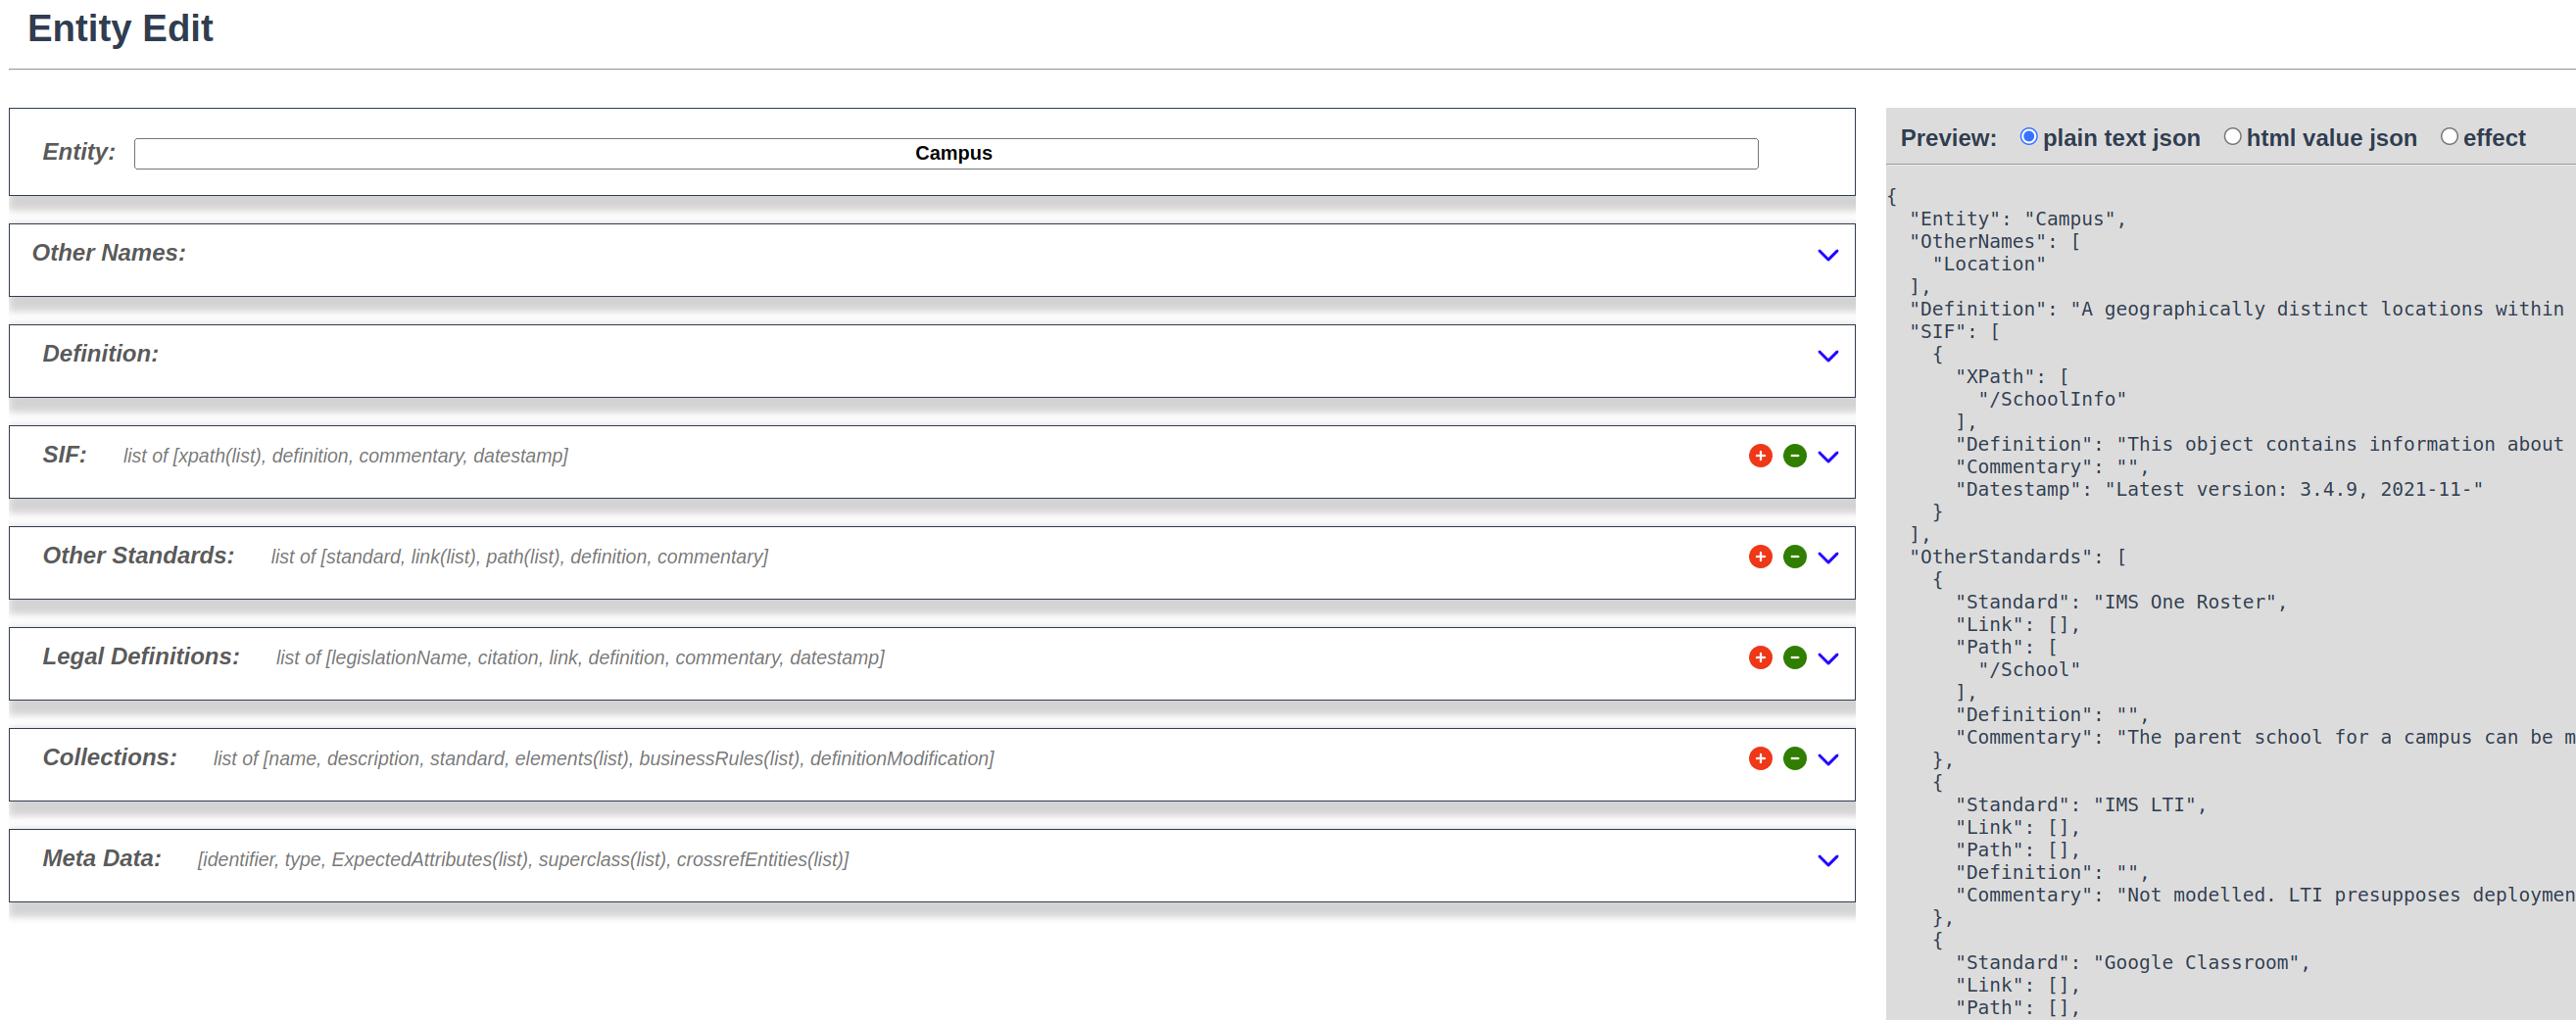 Entity Edit
Entity: Campus
Other Names:
Definition:
SIF: list of [xpath(list), definition, commentary, datestamp]
Other Standards: list of [standard, link(list), path(list), definition, commentary]
Legal Definitions: list of [legislationName, citation, link, definition, commentary, datestamp]
Collections: list of [name, description, standard, elements(list), businessRules(list), definitionModification]
Meta Data: [identifier, type, ExpectedAttributes(list), superclass(list), crossrefEntities(list)]
Preview: plain text json html value json effect
{
  "Entity": "Campus",
  "OtherNames": [
    "Location"
  ],
  "Definition": "A geographically distinct locations within
  "SIF": [
    {
      "XPath": [
        "/SchoolInfo"
      ],
      "Definition": "This object contains information about
      "Commentary": "",
      "Datestamp": "Latest version: 3.4.9, 2021-11-"
    }
  ],
  "OtherStandards": [
    {
      "Standard": "IMS One Roster",
      "Link": [],
      "Path": [
        "/School"
      ],
      "Definition": "",
      "Commentary": "The parent school for a campus can be m
    },
    {
      "Standard": "IMS LTI",
      "Link": [],
      "Path": [],
      "Definition": "",
      "Commentary": "Not modelled. LTI presupposes deploymen
    },
    {
      "Standard": "Google Classroom",
      "Link": [],
      "Path": [],